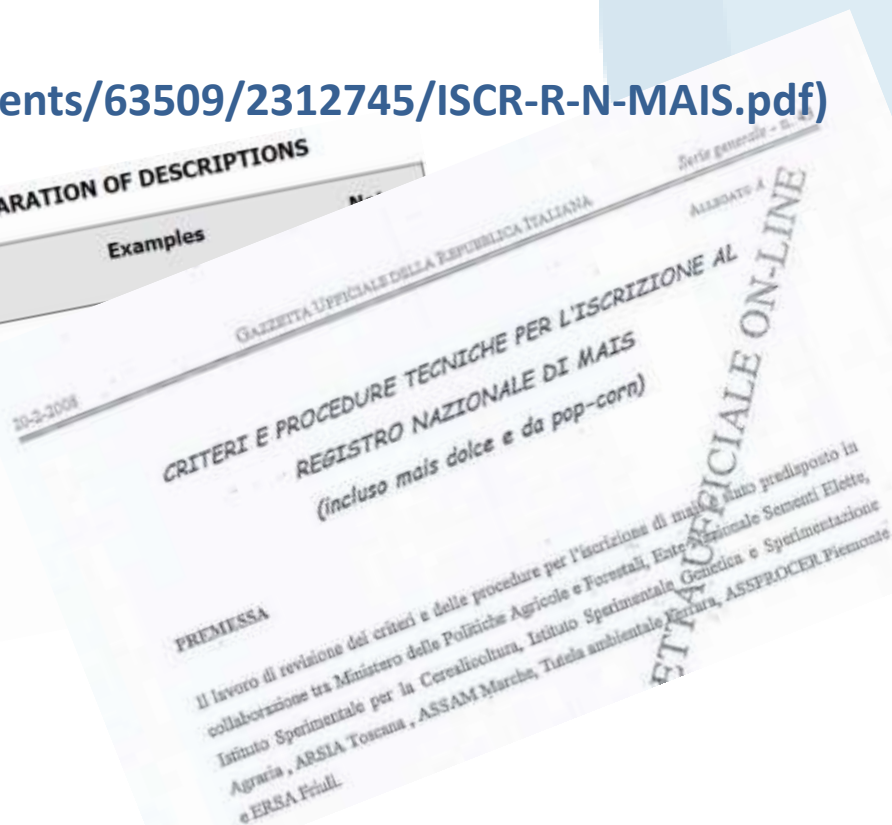 ents/63509/2312745/ISCR-R-N-MAIS.pdf)
ARATION OF DESCRIPTIONS
Examples
Serie generale - n.
GAZZETTA UFFICIALE DELLA REPUBBLICA ITALIANA
20-2-2008
ALLEGATO A
CRITERI E PROCEDURE TECNICHE PER L'ISCRIZIONE AL
REGISTRO NAZIONALE DI MAIS
(incluso mais dolce e da pop-corn)
PREMESSA
Il lavoro di revisione dei criteri e delle procedure per l'iscrizione di mais è stato predisposto in
collaborazione tra Ministero delle Politiche Agricole e Forestali, Ente Nazionale Sementi Elette,
Istituto Sperimentale per la Cerealicoltura, Istituto Sperimentale Genetica e Sperimentazione
Agraria , ARSIA Toscana , ASSAM Marche, Tutela ambientale Ferrara, ASSPROCER Piemonte
e ERSA Friuli.
ETTA UFFICIALE ON-LINE